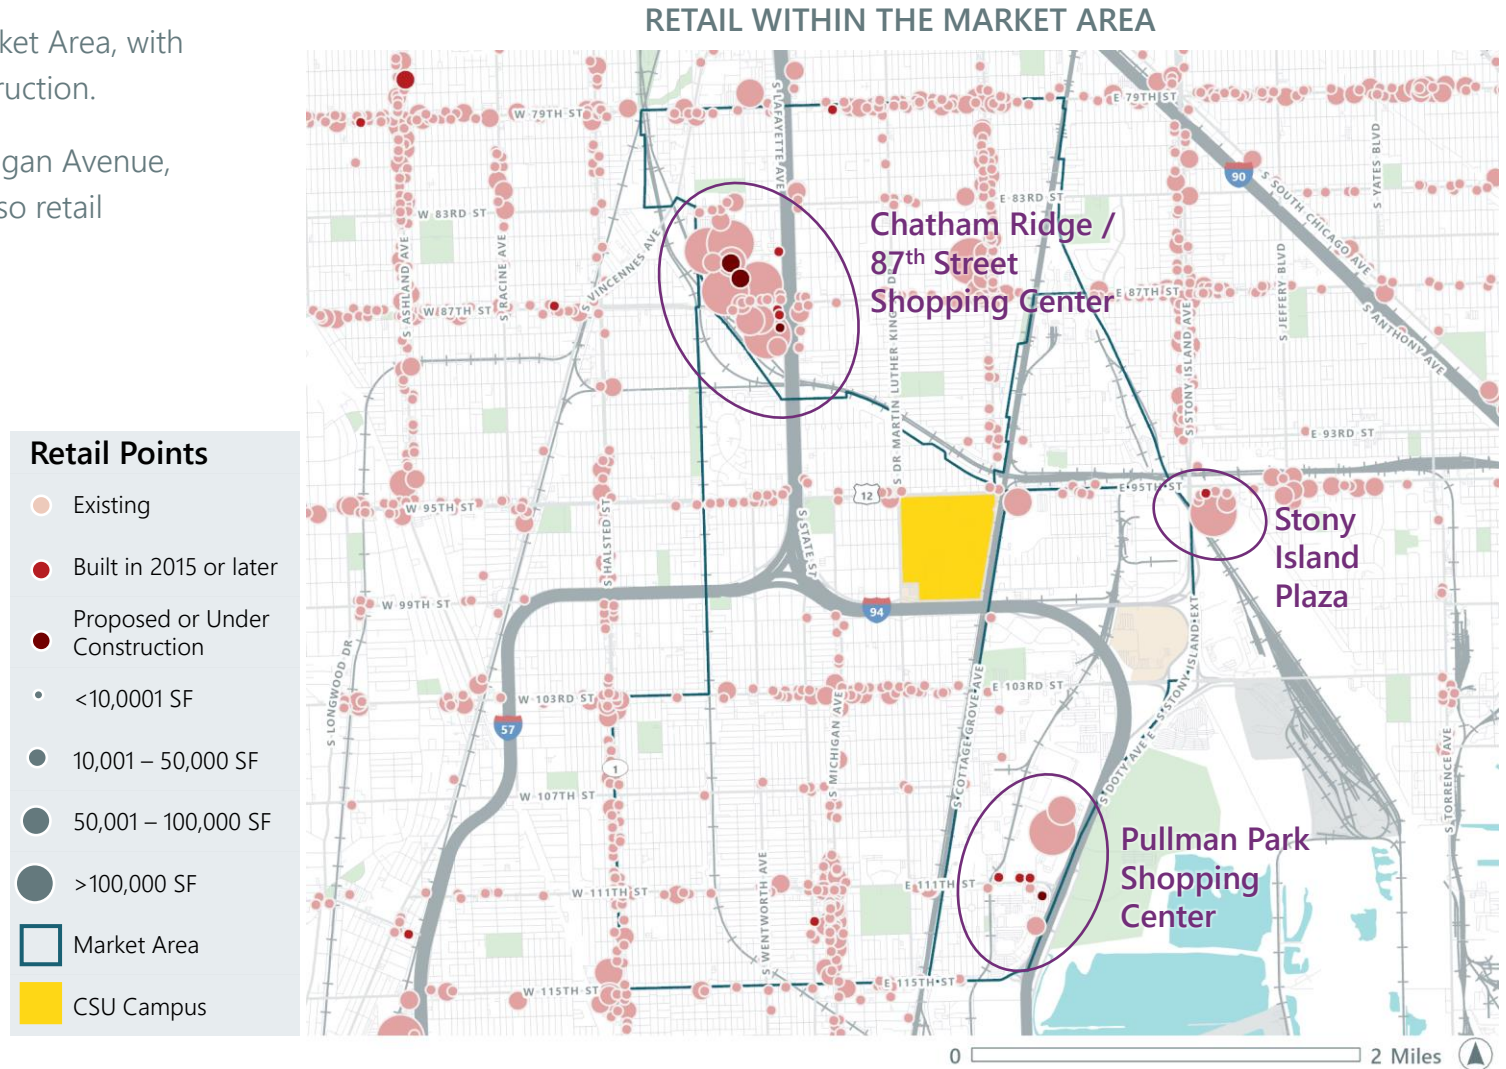 RETAIL WITHIN THE MARKET AREA
ket Area, with
ruction.
igan Avenue,
so retail
Retail Points
Existing
Built in 2015 or later
Proposed or Under
Construction
<10,0001 SF
10,001 – 50,000 SF
50,001 – 100,000 SF
>100,000 SF
Market Area
CSU Campus
W 79TH ST
E 79TH ST
S LAFAYETTE AVE
90
S YATES BLVD
S SOUTH CHICAGO AVE
W 83RD ST
E 83RD ST
S ASHLAND AVE
S RACINE AVE
S VINCENNES AVE
Chatham Ridge /
87th Street
Shopping Center
S JEFFERY BLVD
W 87TH ST
E 87TH ST
S ANTHONY AVE
S STONY ISLAND AVE
S DR MARTIN LUTHER KING DR
E 93RD ST
12
W 95TH ST
E 95TH ST
S HALSTED ST
S STATE ST
Stony
Island
Plaza
W 99TH ST
94
S LONGWOOD DR
S STONY ISLAND EXT
W 103RD ST
E 103RD ST
57
S MICHIGAN AVE
S COTTAGE GROVE AVE
S DOTY AVE E
S TORRENCE AVE
1
W 107TH ST
Pullman Park
Shopping
Center
W 111TH ST
E 111TH ST
S WENTWORTH AVE
W 115TH ST
E 115TH ST
0
2 Miles